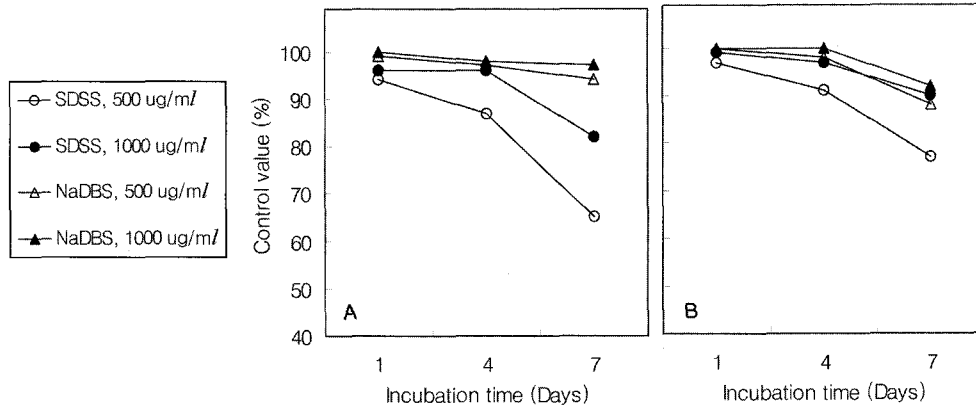 SDSS, 500 ug/ml
SDSS, 1000 ug/ml
NaDBS, 500 ug/ml
NaDBS, 1000 ug/ml
Control value (%)
100
90
80
70
60
50
40
A
B
1 4 7
1 4 7
Incubation time (Days)
Incubation time (Days)